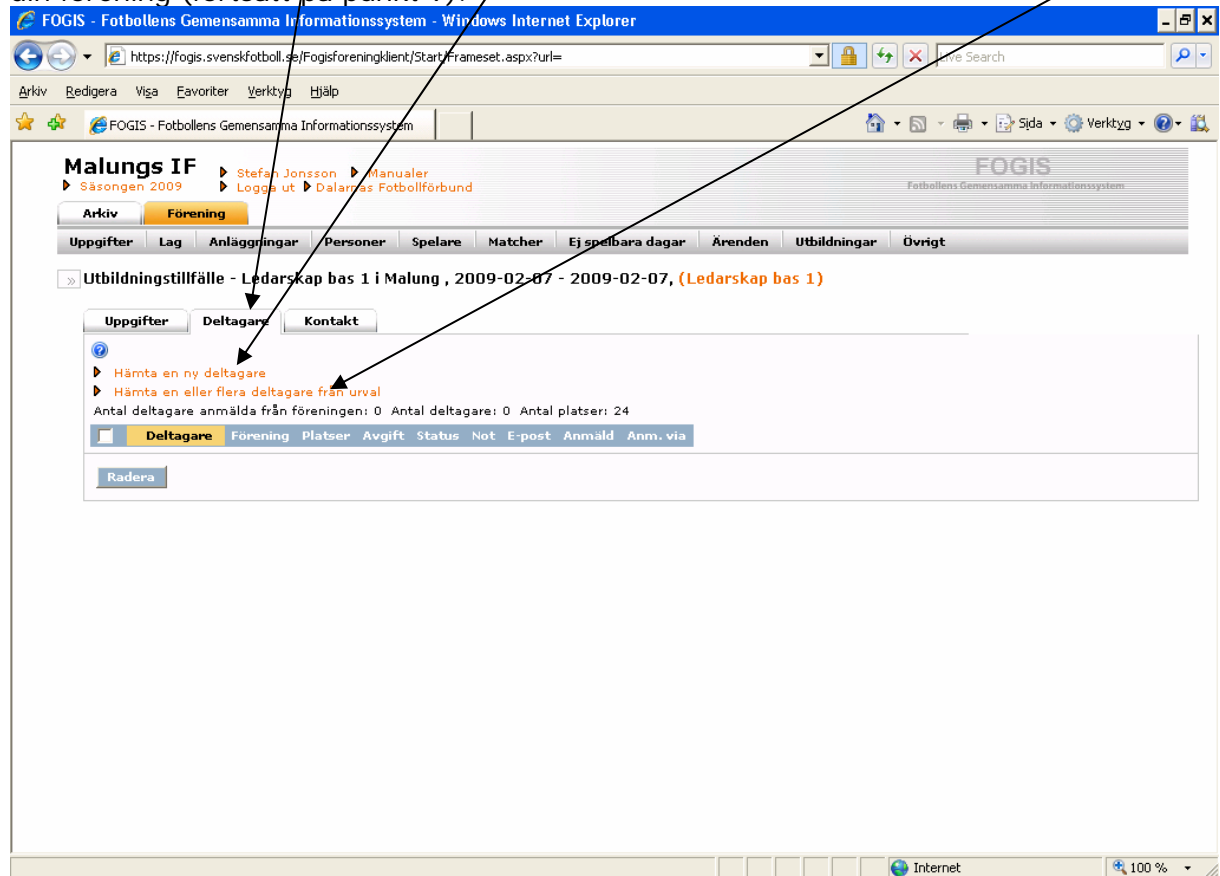 din förening (fortsätt på punkt 7).
FOGIS - Fotbollens Gemensamma Informationssystem - Windows Internet Explorer
https://fogis.svenskfotboll.se/Fogisforeningklient/Start/Frameset.aspx?url=
Live Search
Arkiv Redigera Visa Favoriter Verktyg Hjälp
FOGIS - Fotbollens Gemensamma Informationssystem
Sida Verktyg
Malungs IF
Stefan Jonsson Manualer
Säsongen 2009 Logga ut Dalarnas Fotbollförbund
FOGIS
Fotbollens Gemensamma Informationssystem
Arkiv Förening
Uppgifter Lag Anläggningar Personer Spelare Matcher Ej spelbara dagar Ärenden Utbildningar Övrigt
» Utbildningstillfälle - Ledarskap bas 1 i Malung , 2009-02-07 - 2009-02-07, (Ledarskap bas 1)
Uppgifter Deltagare Kontakt
Hämta en ny deltagare
Hämta en eller flera deltagare från urval
Antal deltagare anmälda från föreningen: 0 Antal deltagare: 0 Antal platser: 24
Deltagare Förening Platser Avgift Status Not E-post Anmäld Anm. via
Radera
Internet
100 %